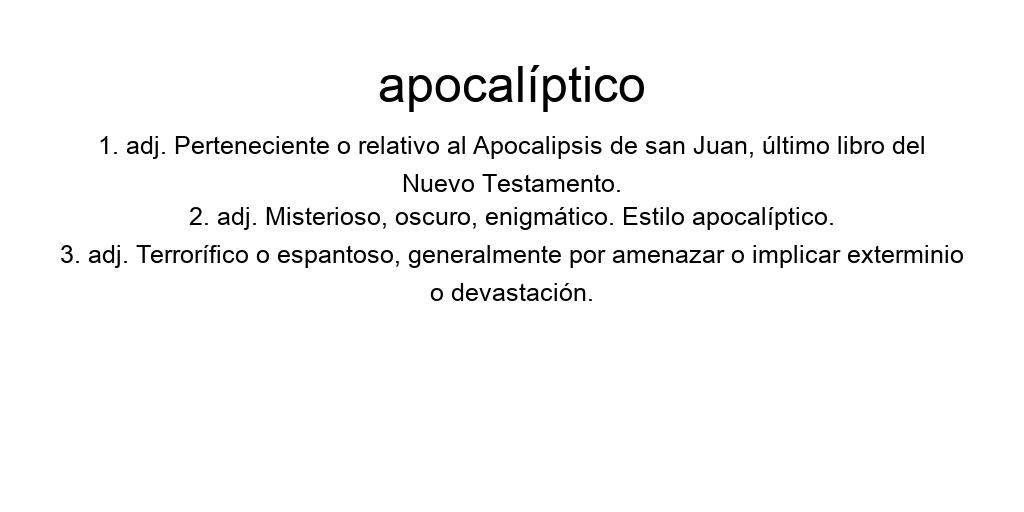 apocalíptico
1. adj. Perteneciente o relativo al Apocalipsis de san Juan, último libro del
Nuevo Testamento.
2. adj. Misterioso, oscuro, enigmático. Estilo apocalíptico.
3. adj. Terrorífico o espantoso, generalmente por amenazar o implicar exterminio
o devastación.